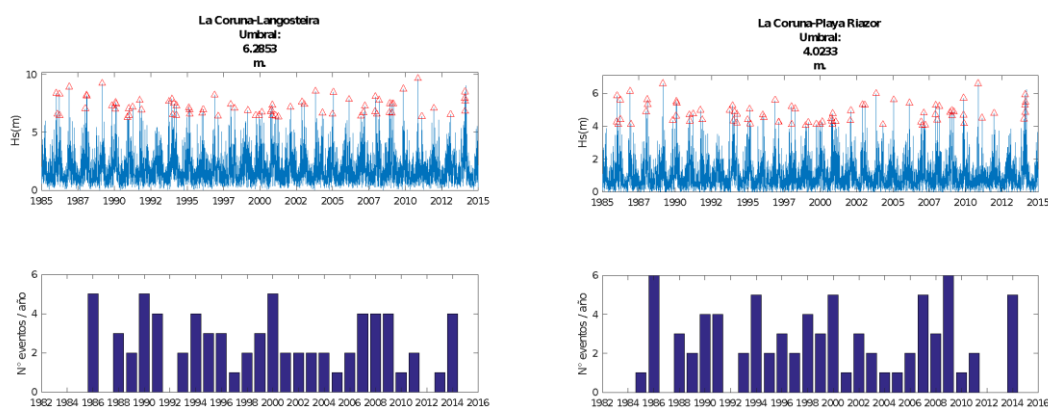 La Coruna-Langosteira
Umbral:
6.2853
m.
Hs(m)
10
5
0
1985 1987 1990 1992 1995 1997 2000 2002 2005 2007 2010 2012 2015
N° eventos / año
6
4
2
0
1982 1984 1986 1988 1990 1992 1994 1996 1998 2000 2002 2004 2006 2008 2010 2012 2014 2016
La Coruna-Playa Riazor
Umbral:
4.0233
m.
Hs(m)
6
4
2
0
1985 1987 1990 1992 1995 1997 2000 2002 2005 2007 2010 2012 2015
N° eventos / año
6
4
2
0
1982 1984 1986 1988 1990 1992 1994 1996 1998 2000 2002 2004 2006 2008 2010 2012 2014 2016